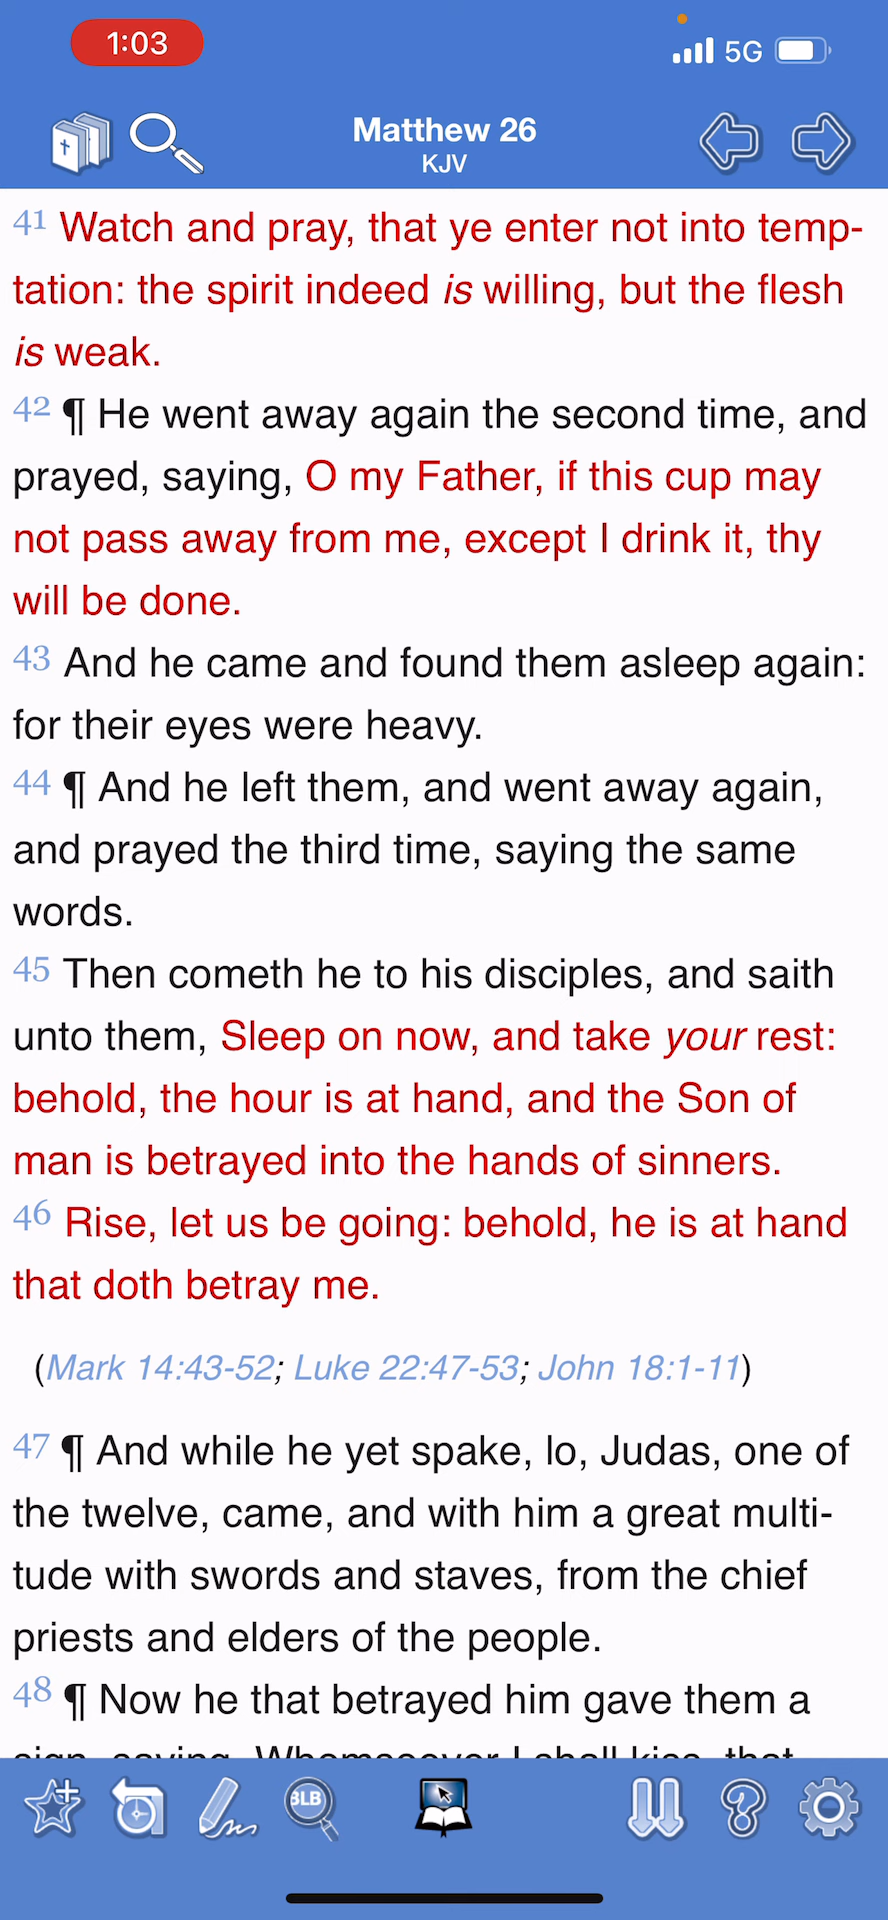 1:03
5G
Matthew 26
KJV
41 Watch and pray, that ye enter not into temp-
tation: the spirit indeed is willing, but the flesh
is weak.
42 ¶ He went away again the second time, and
prayed, saying, O my Father, if this cup may
not pass away from me, except I drink it, thy
will be done.
43 And he came and found them asleep again:
for their eyes were heavy.
44 ¶ And he left them, and went away again,
and prayed the third time, saying the same
words.
45 Then cometh he to his disciples, and saith
unto them, Sleep on now, and take your rest:
behold, the hour is at hand, and the Son of
man is betrayed into the hands of sinners.
46 Rise, let us be going: behold, he is at hand
that doth betray me.
(Mark 14:43-52; Luke 22:47-53; John 18:1-11)
47 ¶ And while he yet spake, lo, Judas, one of
the twelve, came, and with him a great multi-
tude with swords and staves, from the chief
priests and elders of the people.
48 ¶ Now he that betrayed him gave them a
sign, saying, Whomsoever I shall kiss, that
BLB